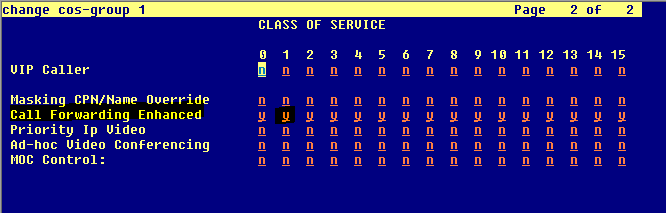 change cos-group 1 Page 2 of 2
CLASS OF SERVICE
0 1 2 3 4 5 6 7 8 9 10 11 12 13 14 15
VIP Caller n n n n n n n n n n n n n n n n
Masking CPN/Name Override n n n n n n n n n n n n n n n n
Call Forwarding Enhanced y y y y y y y y y y y y y y y y
Priority Ip Video n n n n n n n n n n n n n n n n
Ad-hoc Video Conferencing n n n n n n n n n n n n n n n n
MOC Control: n n n n n n n n n n n n n n n n